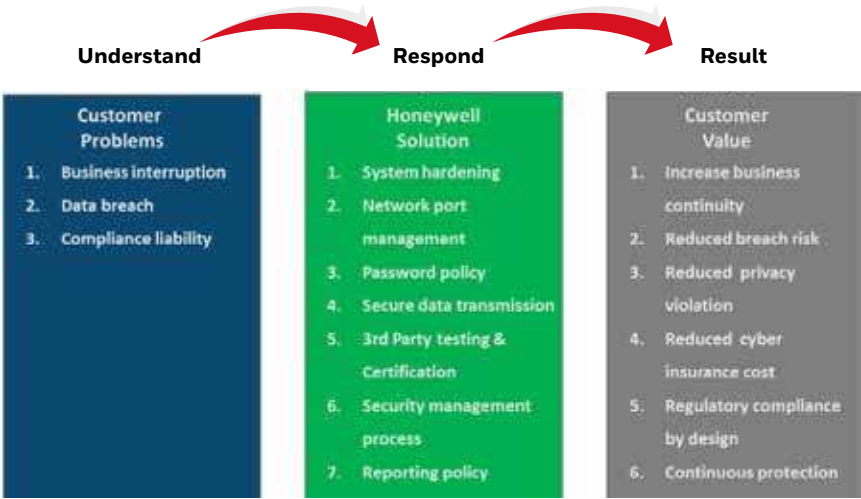 Understand
Respond
Result
Customer
Problems
1. Business interruption
2. Data breach
3. Compliance liability
Honeywell
Solution
1. System hardening
2. Network port
management
3. Password policy
4. Secure data transmission
5. 3rd Party testing &
Certification
6. Security management
process
7. Reporting policy
Customer
Value
1. Increase business
continuity
2. Reduced breach risk
3. Reduced privacy
violation
4. Reduced cyber
insurance cost
5. Regulatory compliance
by design
6. Continuous protection